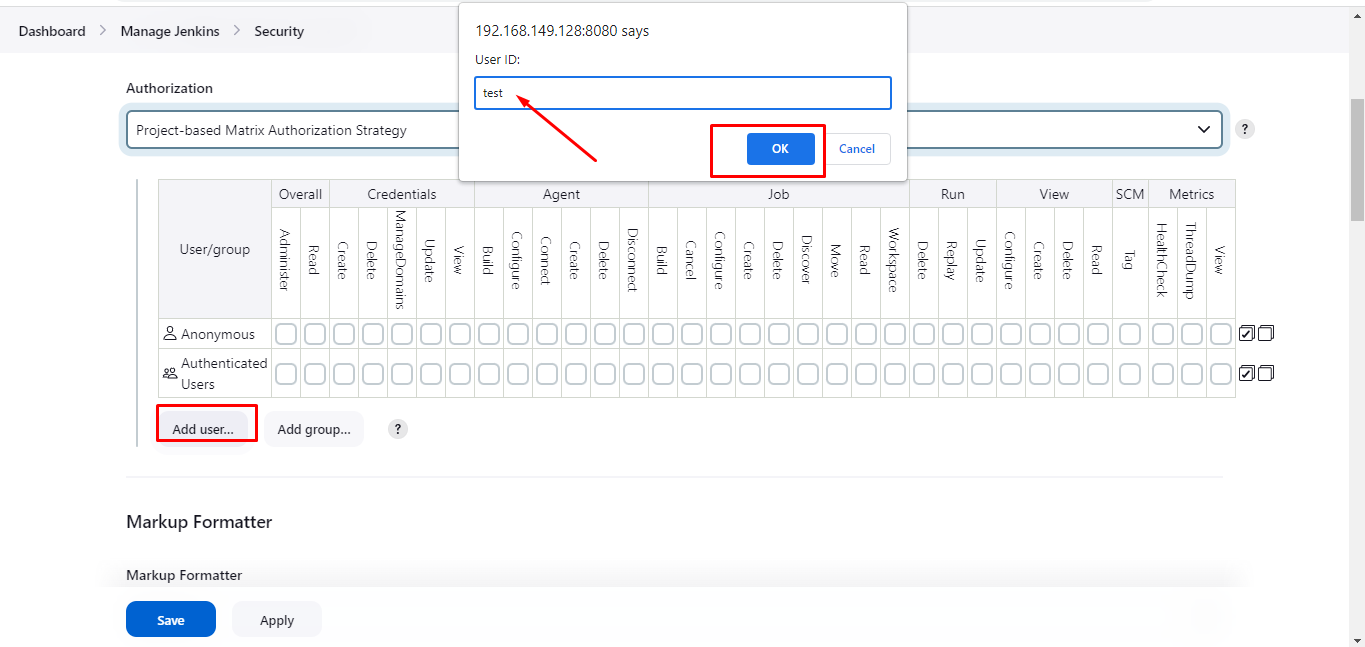 Dashboard > Manage Jenkins > Security
192.168.149.128:8080 says
User ID:
test
OK Cancel
Authorization
Project-based Matrix Authorization Strategy ?
User/group Overall Credentials Agent Job Run View SCM Metrics
Administer Read Create Delete ManageDomains Update View Build Configure Connect Create Delete Disconnect Build Cancel Configure Create Delete Discover Move Read Workspace Delete Replay Update Configure Create Delete Read Tag HealthCheck ThreadDump View
Anonymous
Authenticated
Users
Add user... Add group... ?
Markup Formatter
Markup Formatter
Save Apply